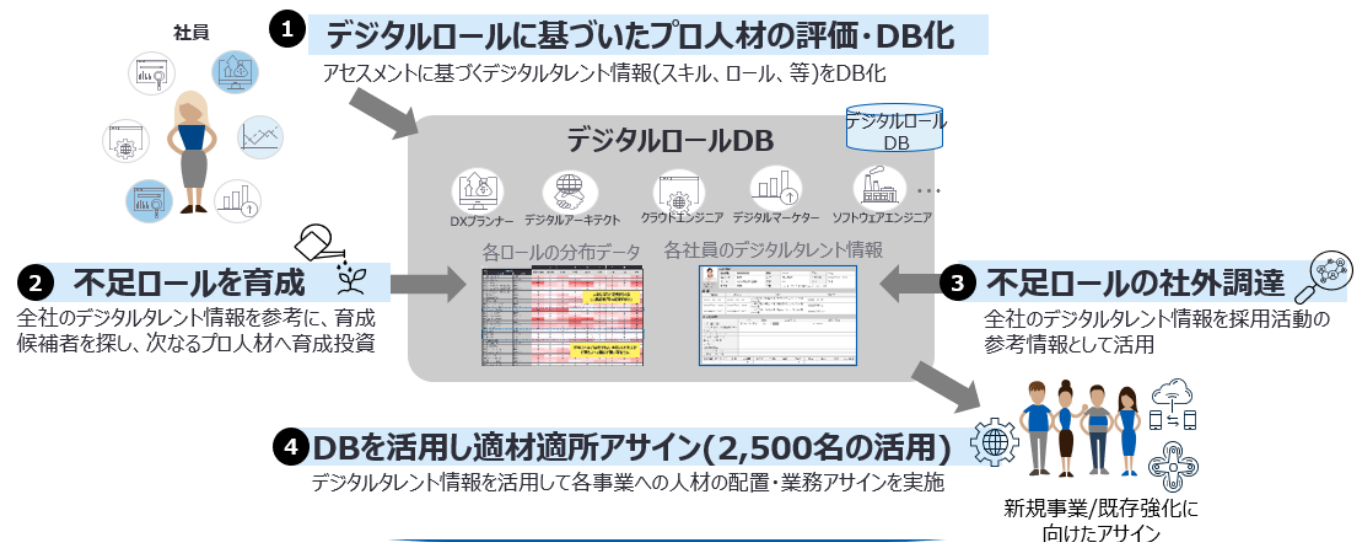 社員
1 デジタルロールに基づいたプロ人材の評価・DB化
アセスメントに基づくデジタルタレント情報(スキル、ロール、等)をDB化
デジタルロールDB
デジタルロール
DB
DXプランナー デジタルアーキテクト クラウドエンジニア デジタルマーケター ソフトウェアエンジニア …
各ロールの分布データ 各社員のデジタルタレント情報
2 不足ロールを育成
全社のデジタルタレント情報を参考に、育成
候補者を探し、次なるプロ人材へ育成投資
3 不足ロールの社外調達
全社のデジタルタレント情報を採用活動の
参考情報として活用
4 DBを活用し適材適所アサイン(2,500名の活用)
デジタルタレント情報を活用して各事業への人材の配置・業務アサインを実施
新規事業/既存強化に
向けたアサイン